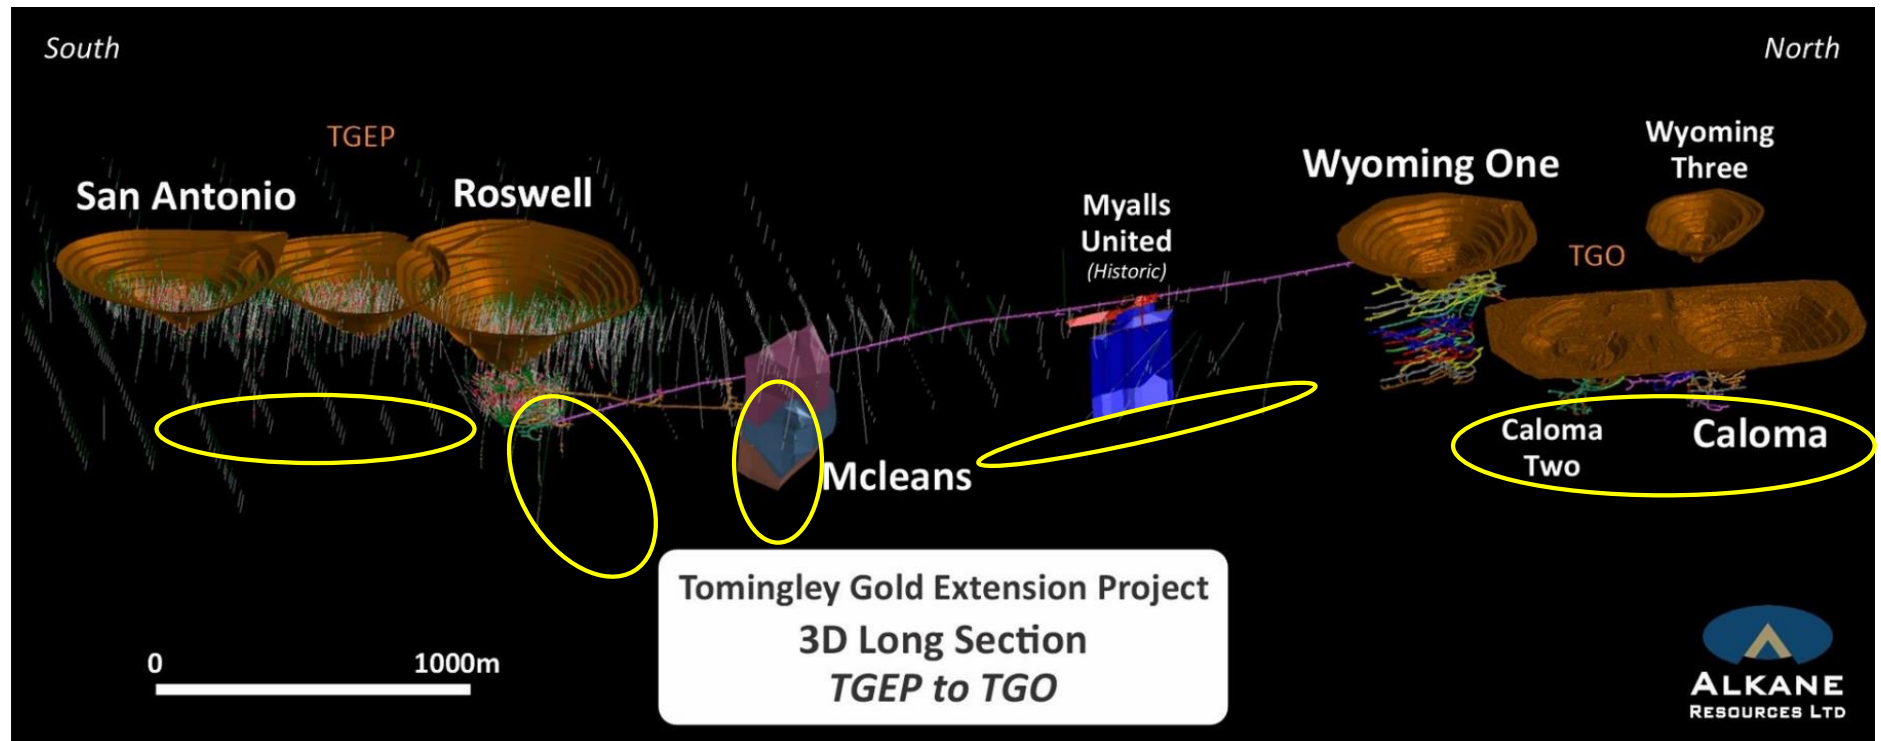 South
North
TGEP
San Antonio
Roswell
Myalls
United
(Historic)
Wyoming One
Wyoming
Three
TGO
Mcleans
Caloma
Two
Caloma
Tomingley Gold Extension Project
3D Long Section
TGEP to TGO
0
1000m
ALKANE
RESOURCES LTD